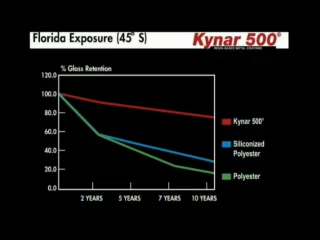 Florida Exposure (45° S)
Kynar 500®
% Gloss Retention
120.0
100.0
80.0
60.0
40.0
20.0
0.0
2 YEARS 5 YEARS 7 YEARS 10 YEARS
Kynar 500®
Siliconized
Polyester
Polyester